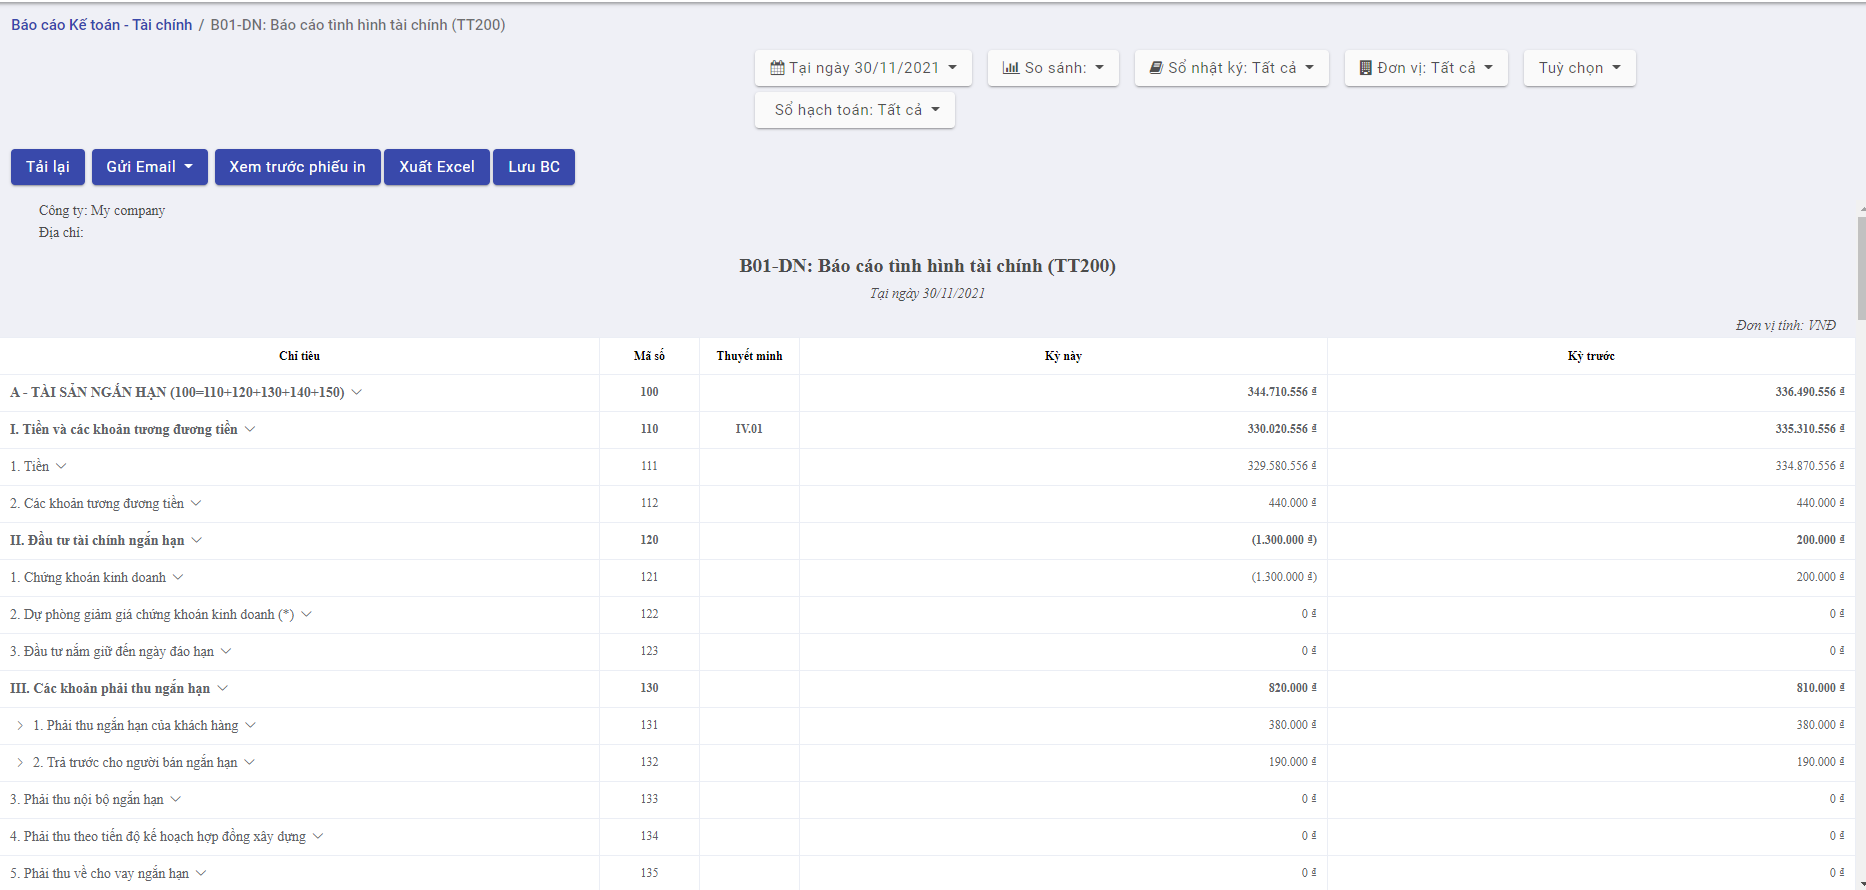 Báo cáo Kế toán - Tài chính / B01-DN: Báo cáo tình hình tài chính (TT200)
Tại ngày 30/11/2021 So sánh: Sổ nhật ký: Tất cả Đơn vị: Tất cả Tuỳ chọn
Sổ hạch toán: Tất cả
Tải lại Gửi Email Xem trước phiếu in Xuất Excel Lưu BC
Công ty: My company
Địa chỉ:
B01-DN: Báo cáo tình hình tài chính (TT200)
Tại ngày 30/11/2021
Đơn vị tính: VNĐ
Chỉ tiêu Mã số Thuyết minh Kỳ này Kỳ trước
A - TÀI SẢN NGẮN HẠN (100=110+120+130+140+150) 100 344.710.556 ₫ 336.490.556 ₫
I. Tiền và các khoản tương đương tiền 110 IV.01 330.020.556 ₫ 335.310.556 ₫
1. Tiền 111 329.580.556 ₫ 334.870.556 ₫
2. Các khoản tương đương tiền 112 440.000 ₫ 440.000 ₫
II. Đầu tư tài chính ngắn hạn 120 (1.300.000 ₫) 200.000 ₫
1. Chứng khoán kinh doanh 121 (1.300.000 ₫) 200.000 ₫
2. Dự phòng giảm giá chứng khoán kinh doanh (*) 122 0 ₫ 0 ₫
3. Đầu tư nắm giữ đến ngày đáo hạn 123 0 ₫ 0 ₫
III. Các khoản phải thu ngắn hạn 130 820.000 ₫ 810.000 ₫
1. Phải thu ngắn hạn của khách hàng 131 380.000 ₫ 380.000 ₫
2. Trả trước cho người bán ngắn hạn 132 190.000 ₫ 190.000 ₫
3. Phải thu nội bộ ngắn hạn 133 0 ₫ 0 ₫
4. Phải thu theo tiến độ kế hoạch hợp đồng xây dựng 134 0 ₫ 0 ₫
5. Phải thu về cho vay ngắn hạn 135 0 ₫ 0 ₫